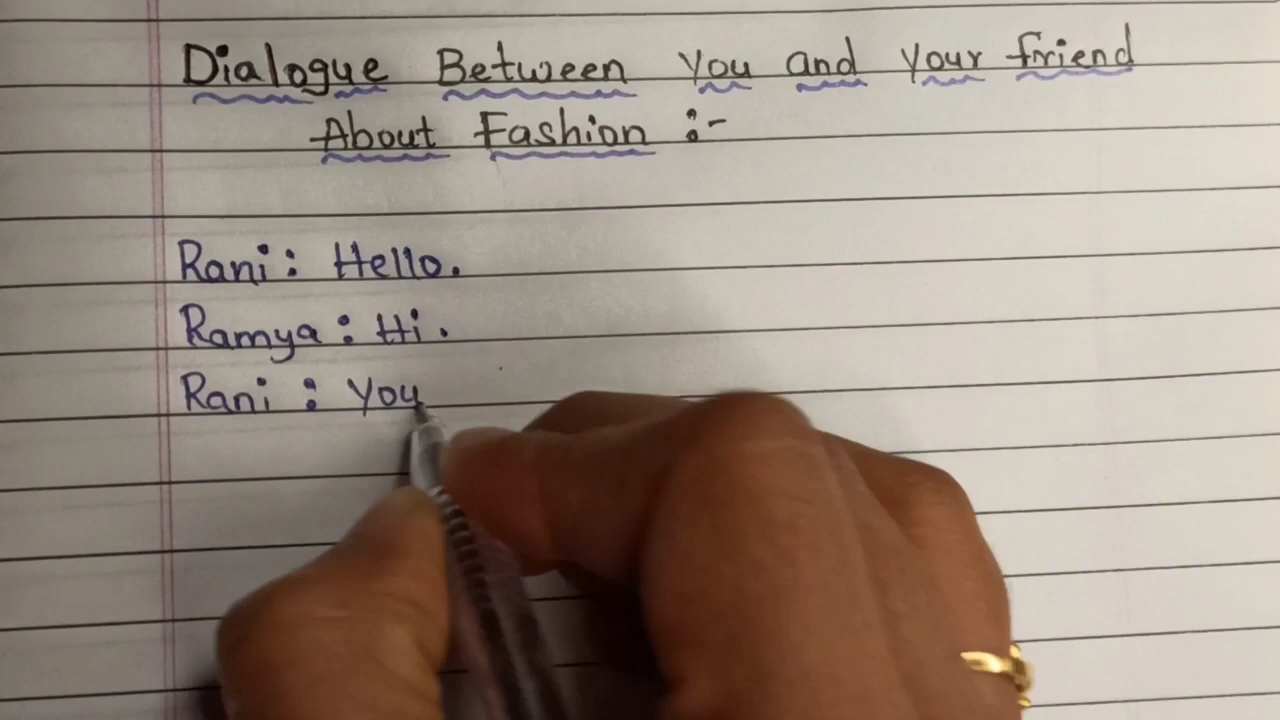 Dialogue Between You and Your friend
About Fashion :-
Rani : Hello.
Ramya : Hi.
Rani : You